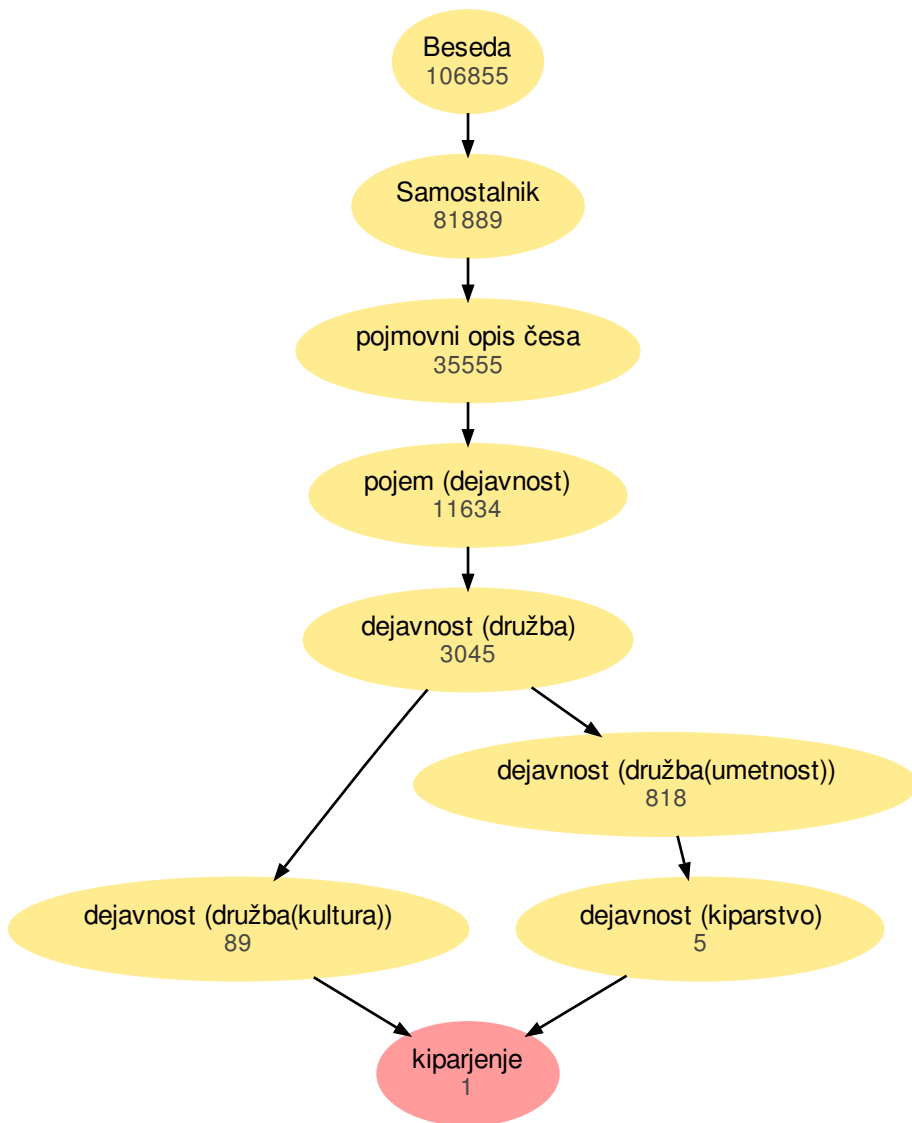 Beseda
106855
Samostalnik
81889
pojmovni opis česa
35555
pojem (dejavnost)
11634
dejavnost (družba)
3045
dejavnost (družba(umetnost))
818
dejavnost (družba(kultura))
89
dejavnost (kiparstvo)
5
kiparjenje
1